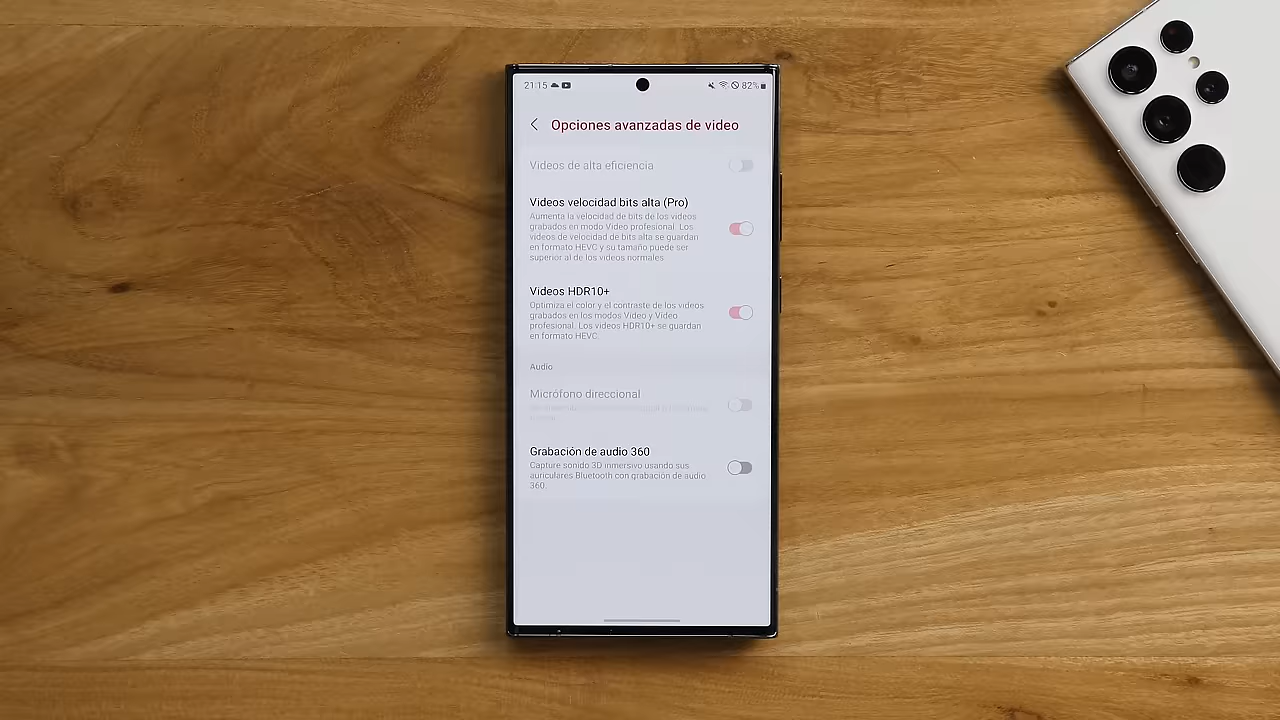 21:15
82%
Opciones avanzadas de video
Videos de alta eficiencia
Videos velocidad bits alta (Pro)
Aumenta la velocidad de bits de los videos
grabados en modo Video profesional. Los
videos de velocidad de bits alta se guardan
en formato HEVC y su tamaño puede ser
superior al de los videos normales.
Videos HDR10+
Optimiza el color y el contraste de los videos
grabados en los modos Video y Video
profesional. Los videos HDR10+ se guardan
en formato HEVC.
Audio
Micrófono direccional
Grabación de audio 360
Capture sonido 3D inmersivo usando sus
auriculares Bluetooth con grabación de audio
360.